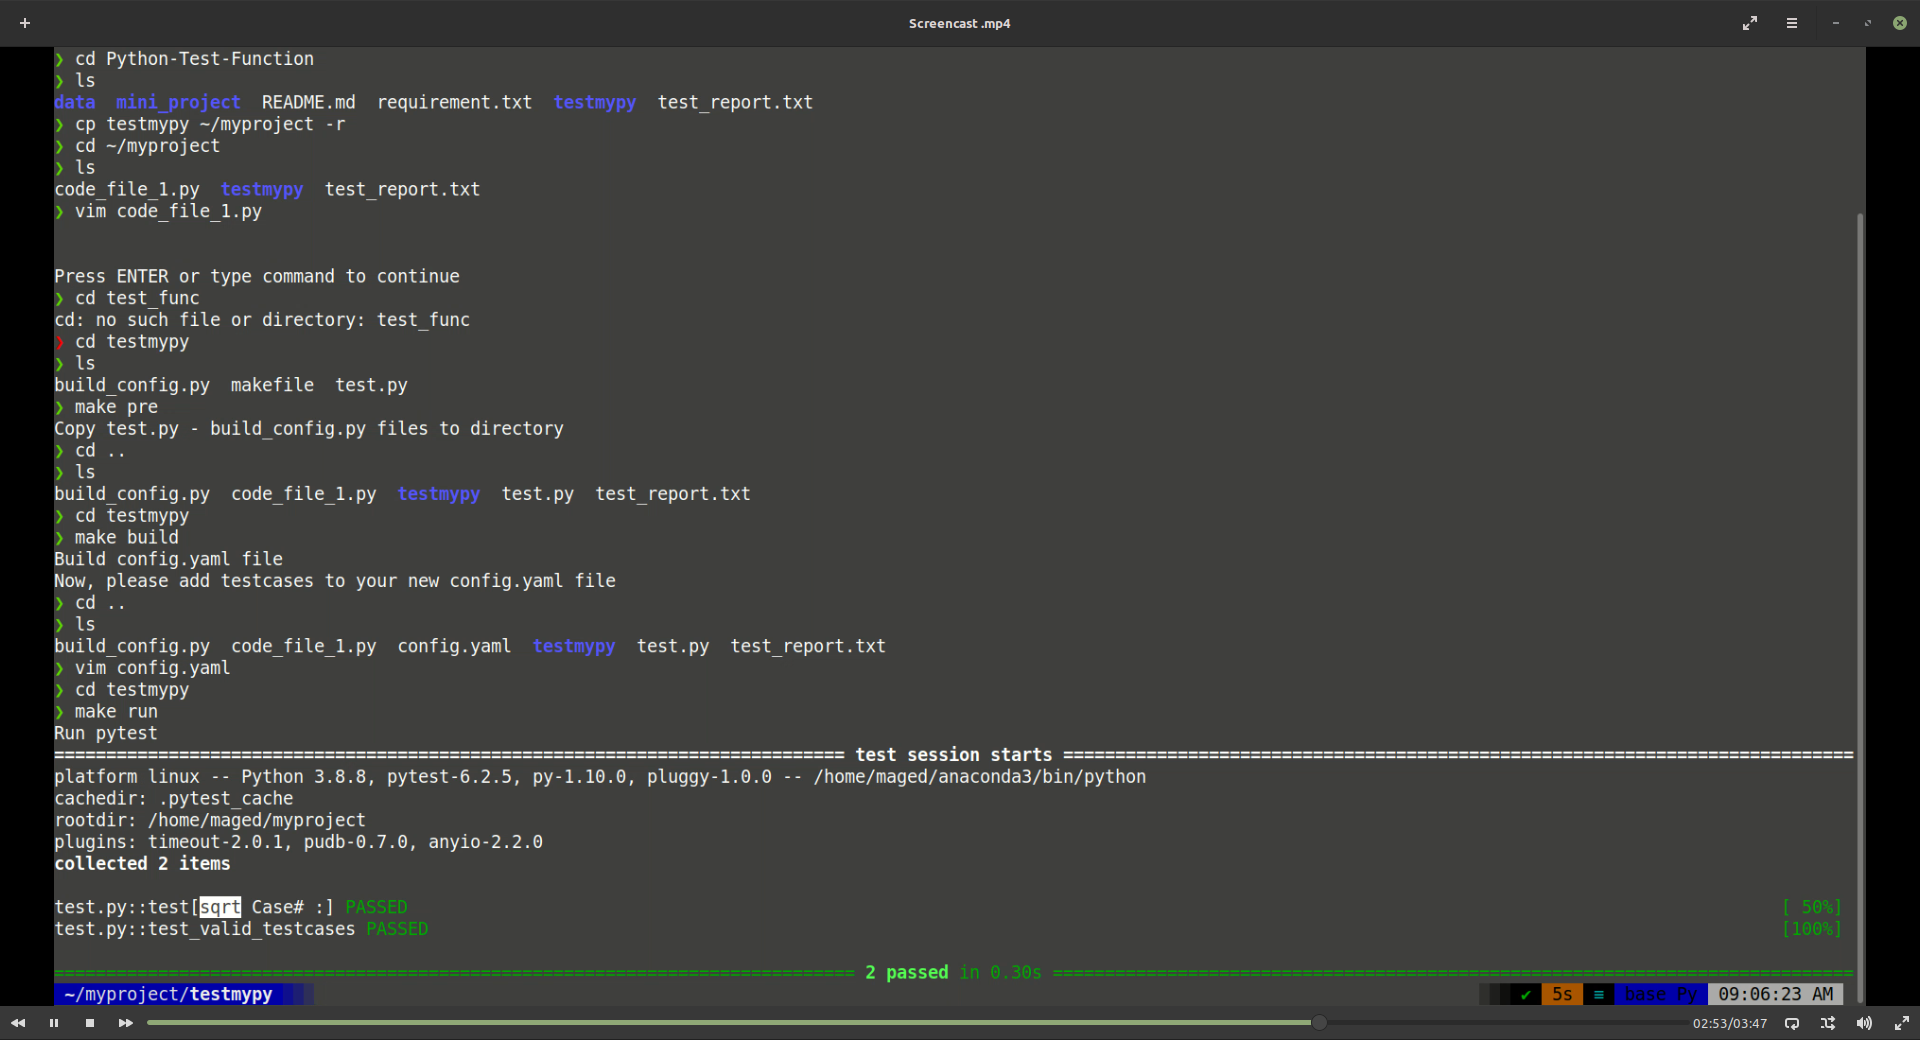 Screencast .mp4
❯ cd Python-Test-Function
❯ ls
data  mini_project  README.md  requirement.txt  testmypy  test_report.txt
❯ cp testmypy ~/myproject -r
❯ cd ~/myproject
❯ ls
code_file_1.py  testmypy  test_report.txt
❯ vim code_file_1.py
Press ENTER or type command to continue
❯ cd test_func
cd: no such file or directory: test_func
❯ cd testmypy
❯ ls
build_config.py  makefile  test.py
❯ make pre
Copy test.py - build_config.py files to directory
❯ cd ..
❯ ls
build_config.py  code_file_1.py  testmypy  test.py  test_report.txt
❯ cd testmypy
❯ make build
Build config.yaml file
Now, please add testcases to your new config.yaml file
❯ cd ..
❯ ls
build_config.py  code_file_1.py  config.yaml  testmypy  test.py  test_report.txt
❯ vim config.yaml
❯ cd testmypy
❯ make run
Run pytest
============================================================================ test session starts ============================================================================
platform linux -- Python 3.8.8, pytest-6.2.5, py-1.10.0, pluggy-1.0.0 -- /home/maged/anaconda3/bin/python
cachedir: .pytest_cache
rootdir: /home/maged/myproject
plugins: timeout-2.0.1, pudb-0.7.0, anyio-2.2.0
collected 2 items
test.py::test[sqrt Case# :] PASSED [ 50%]
test.py::test_valid_testcases PASSED [100%]
============================================================================= 2 passed in 0.30s =============================================================================
~/myproject/testmypy ✔ 5s ≡ base Py 09:06:23 AM
02:53/03:47